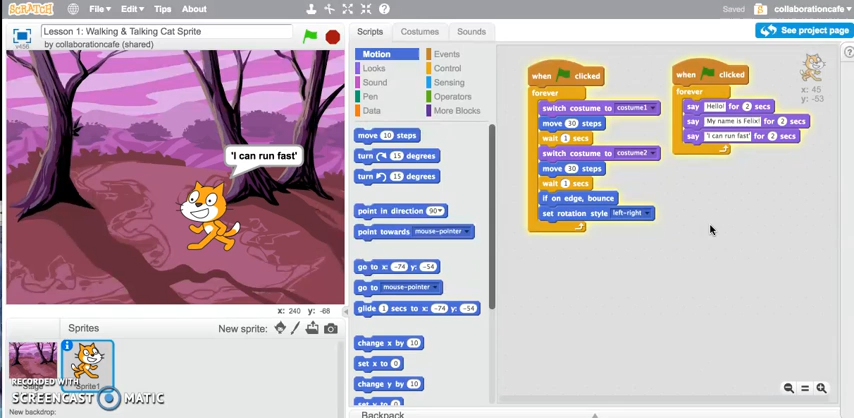 SCRATCH
File Edit Tips About
Saved
collaborationcafe
v456
Lesson 1: Walking & Talking Cat Sprite
by collaborationcafe (shared)
Scripts Costumes Sounds
See project page
Motion
Looks
Sound
Pen
Data
Events
Control
Sensing
Operators
More Blocks
move 10 steps
turn 15 degrees
turn 15 degrees
point in direction 90
point towards mouse-pointer
go to x: -74 y: -54
go to mouse-pointer
glide 1 secs to x: -74 y: -54
change x by 10
set x to 0
change y by 10
when clicked
forever
switch costume to costume1
move 30 steps
wait 1 secs
switch costume to costume2
move 30 steps
wait 1 secs
if on edge, bounce
set rotation style left-right
when clicked
forever
say Hello! for 2 secs
say My name is Felix! for 2 secs
say 'I can run fast' for 2 secs
x: 45
y: -53
'I can run fast'
x: 240 y: -68
Sprites New sprite:
Stage
Sprite1
New backdrop:
RECORDED WITH
SCREENCAST MATIC
Backpack